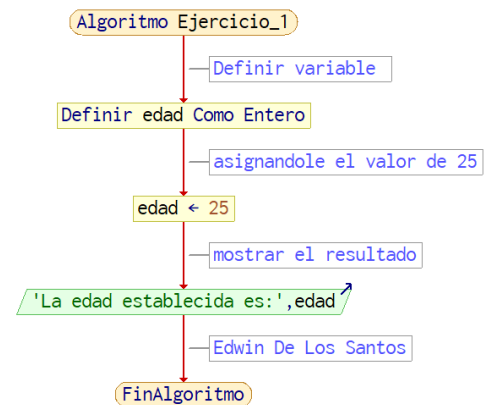 Algoritmo Ejercicio_1
Definir variable
Definir edad Como Entero
asignandole el valor de 25
edad ← 25
mostrar el resultado
'La edad establecida es:',edad
Edwin De Los Santos
FinAlgoritmo